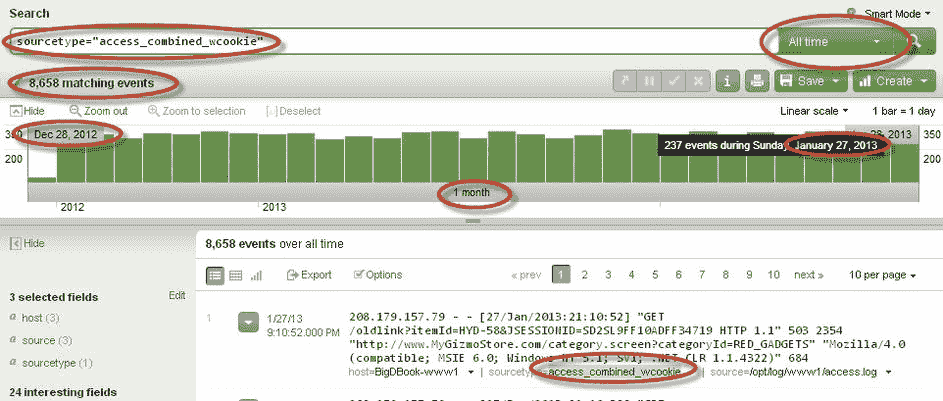 Search
Smart Mode
sourcetype="access_combined_wcookie"
All time
8,658 matching events
Save
Create
Hide
Zoom out
Zoom to selection
Deselect
Linear scale
1 bar = 1 day
350
Dec 28, 2012
28, 2013
350
237 events during Sunday, January 27, 2013
200
200
1 month
2012
2013
Hide
8,658 events over all time
Export
Options
« prev 1 2 3 4 5 6 7 8 9 10 next »
10 per page
3 selected fields
Edit
host (3)
source (3)
sourcetype (1)
24 interesting fields
1
1/27/13
9:10:52.000 PM
208.179.157.79 - - [27/Jan/2013:21:10:52] "GET
/oldlink?itemId=HYD-58&JSESSIONID=SD2SL9FF10ADFF34719 HTTP 1.1" 503 2354
"http://www.MyGizmoStore.com/category.screen?categoryId=RED_GADGETS" "Mozilla/4.0
(compatible; MSIE 6.0; Windows NT 5.1; SV1; .NET CLR 1.1.4322)" 684
host=BigDBook-www1 | sourcetype=access_combined_wcookie | source=/opt/log/www1/access.log